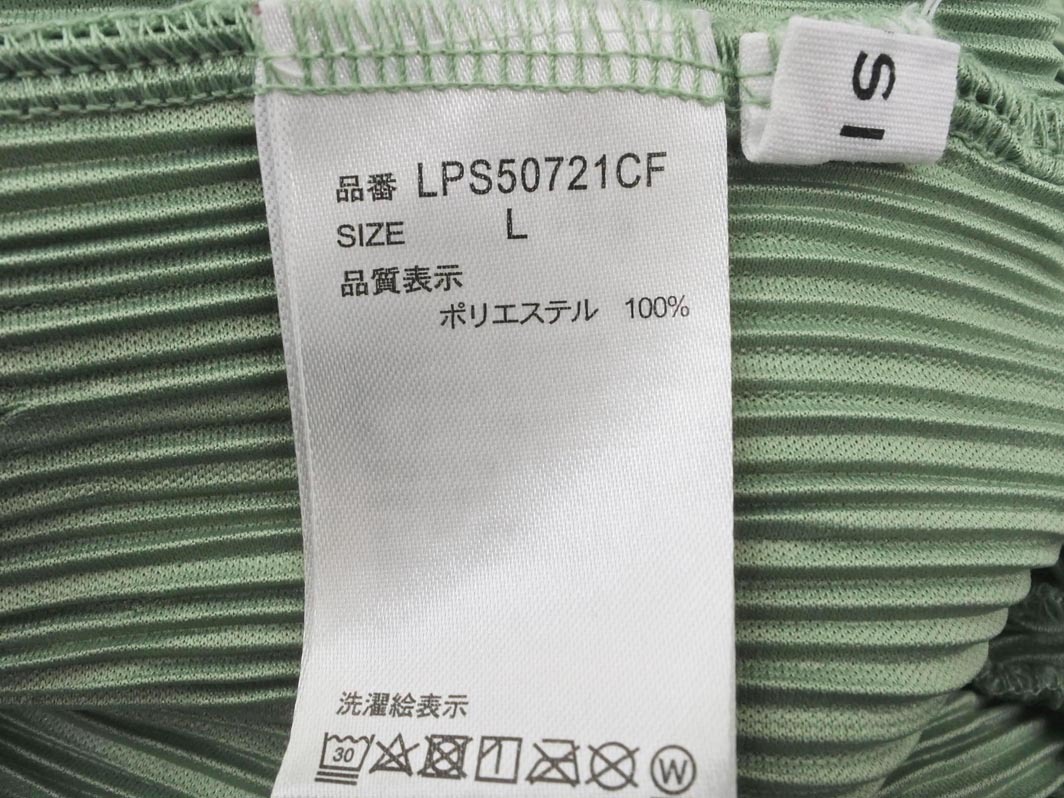 品番 LPS50721CF
SIZE L
品質表示
ポリエステル 100%
洗濯絵表示
30
W
S I